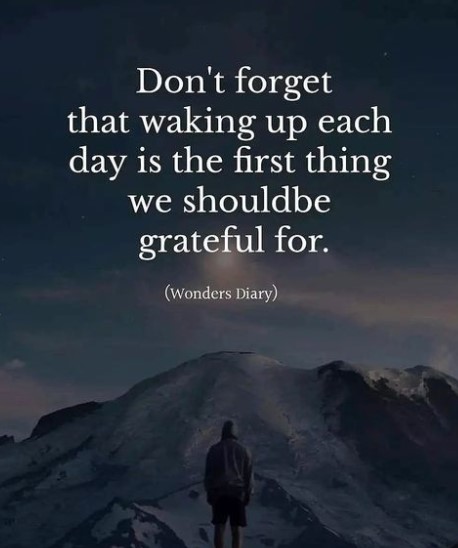 Don't forget
that waking up each
day is the first thing
we shouldbe
grateful for.
(Wonders Diary)